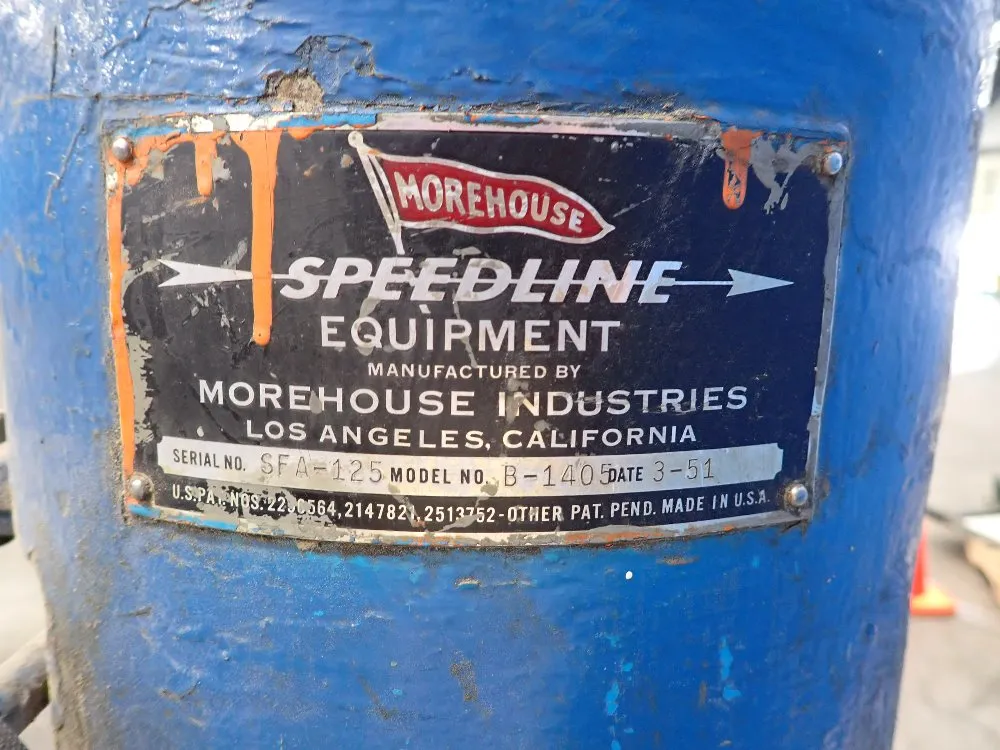 MOREHOUSE
SPEEDLINE
EQUIPMENT
MANUFACTURED BY
MOREHOUSE INDUSTRIES
LOS ANGELES, CALIFORNIA
SERIAL NO. SFA-125 MODEL NO. B-1405 DATE 3-51
U.S. PAT. NOS. 2147821, 2513752-OTHER PAT. PEND. MADE IN U.S.A.